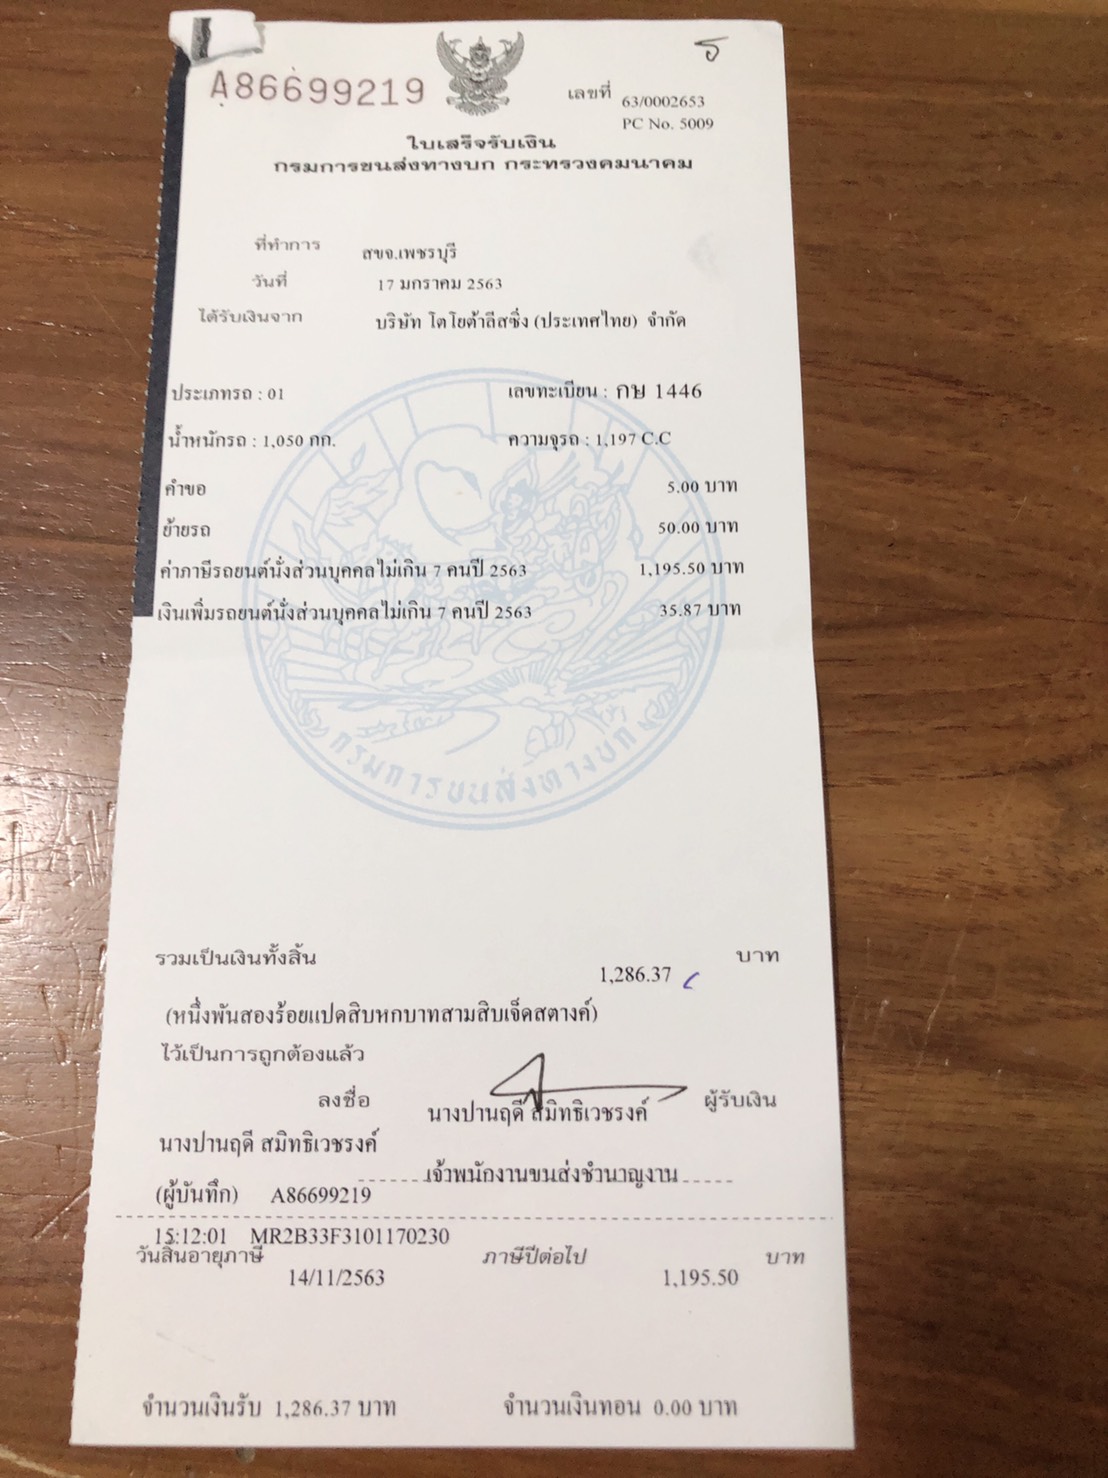 A86699219
เลขที่ 63/0002653
PC No. 5009
ใบเสร็จรับเงิน
กรมการขนส่งทางบก กระทรวงคมนาคม
ที่ทำการ สขจ.เพชรบุรี
วันที่ 17 มกราคม 2563
ได้รับเงินจาก บริษัท โตโยต้าลีสซิ่ง (ประเทศไทย) จำกัด
ประเภทรถ : 01 เลขทะเบียน : กษ 1446
น้ำหนักรถ : 1,050 กก. ความจุรถ : 1,197 C.C
คำขอ 5.00 บาท
ย้ายรถ 50.00 บาท
ค่าภาษีรถยนต์นั่งส่วนบุคคลไม่เกิน 7 คนปี 2563 1,195.50 บาท
เงินเพิ่มรถยนต์นั่งส่วนบุคคลไม่เกิน 7 คนปี 2563 35.87 บาท
กรมการขนส่งทางบก
รวมเป็นเงินทั้งสิ้น 1,286.37 บาท
(หนึ่งพันสองร้อยแปดสิบหกบาทสามสิบเจ็ดสตางค์)
ไว้เป็นการถูกต้องแล้ว
ลงชื่อ นางปานฤดี สมิทธิเวชรงค์ ผู้รับเงิน
นางปานฤดี สมิทธิเวชรงค์
เจ้าพนักงานขนส่งชำนาญงาน
(ผู้บันทึก) A86699219
15:12:01 MR2B33F3101170230
วันสิ้นอายุภาษี 14/11/2563 ภาษีปีต่อไป 1,195.50 บาท
จำนวนเงินรับ 1,286.37 บาท จำนวนเงินทอน 0.00 บาท